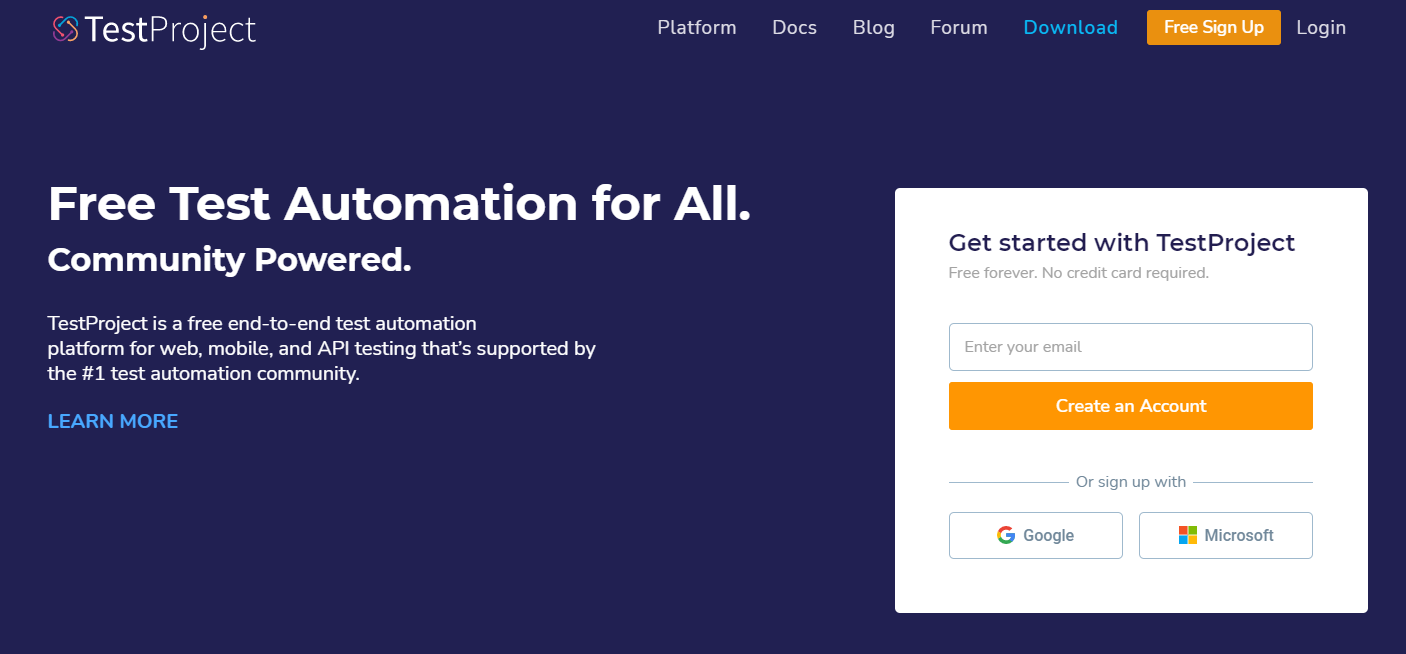 TestProject
Platform Docs Blog Forum Download Free Sign Up Login
Free Test Automation for All.
Community Powered.
TestProject is a free end-to-end test automation
platform for web, mobile, and API testing that’s supported by
the #1 test automation community.
LEARN MORE
Get started with TestProject
Free forever. No credit card required.
Enter your email
Create an Account
Or sign up with
Google Microsoft